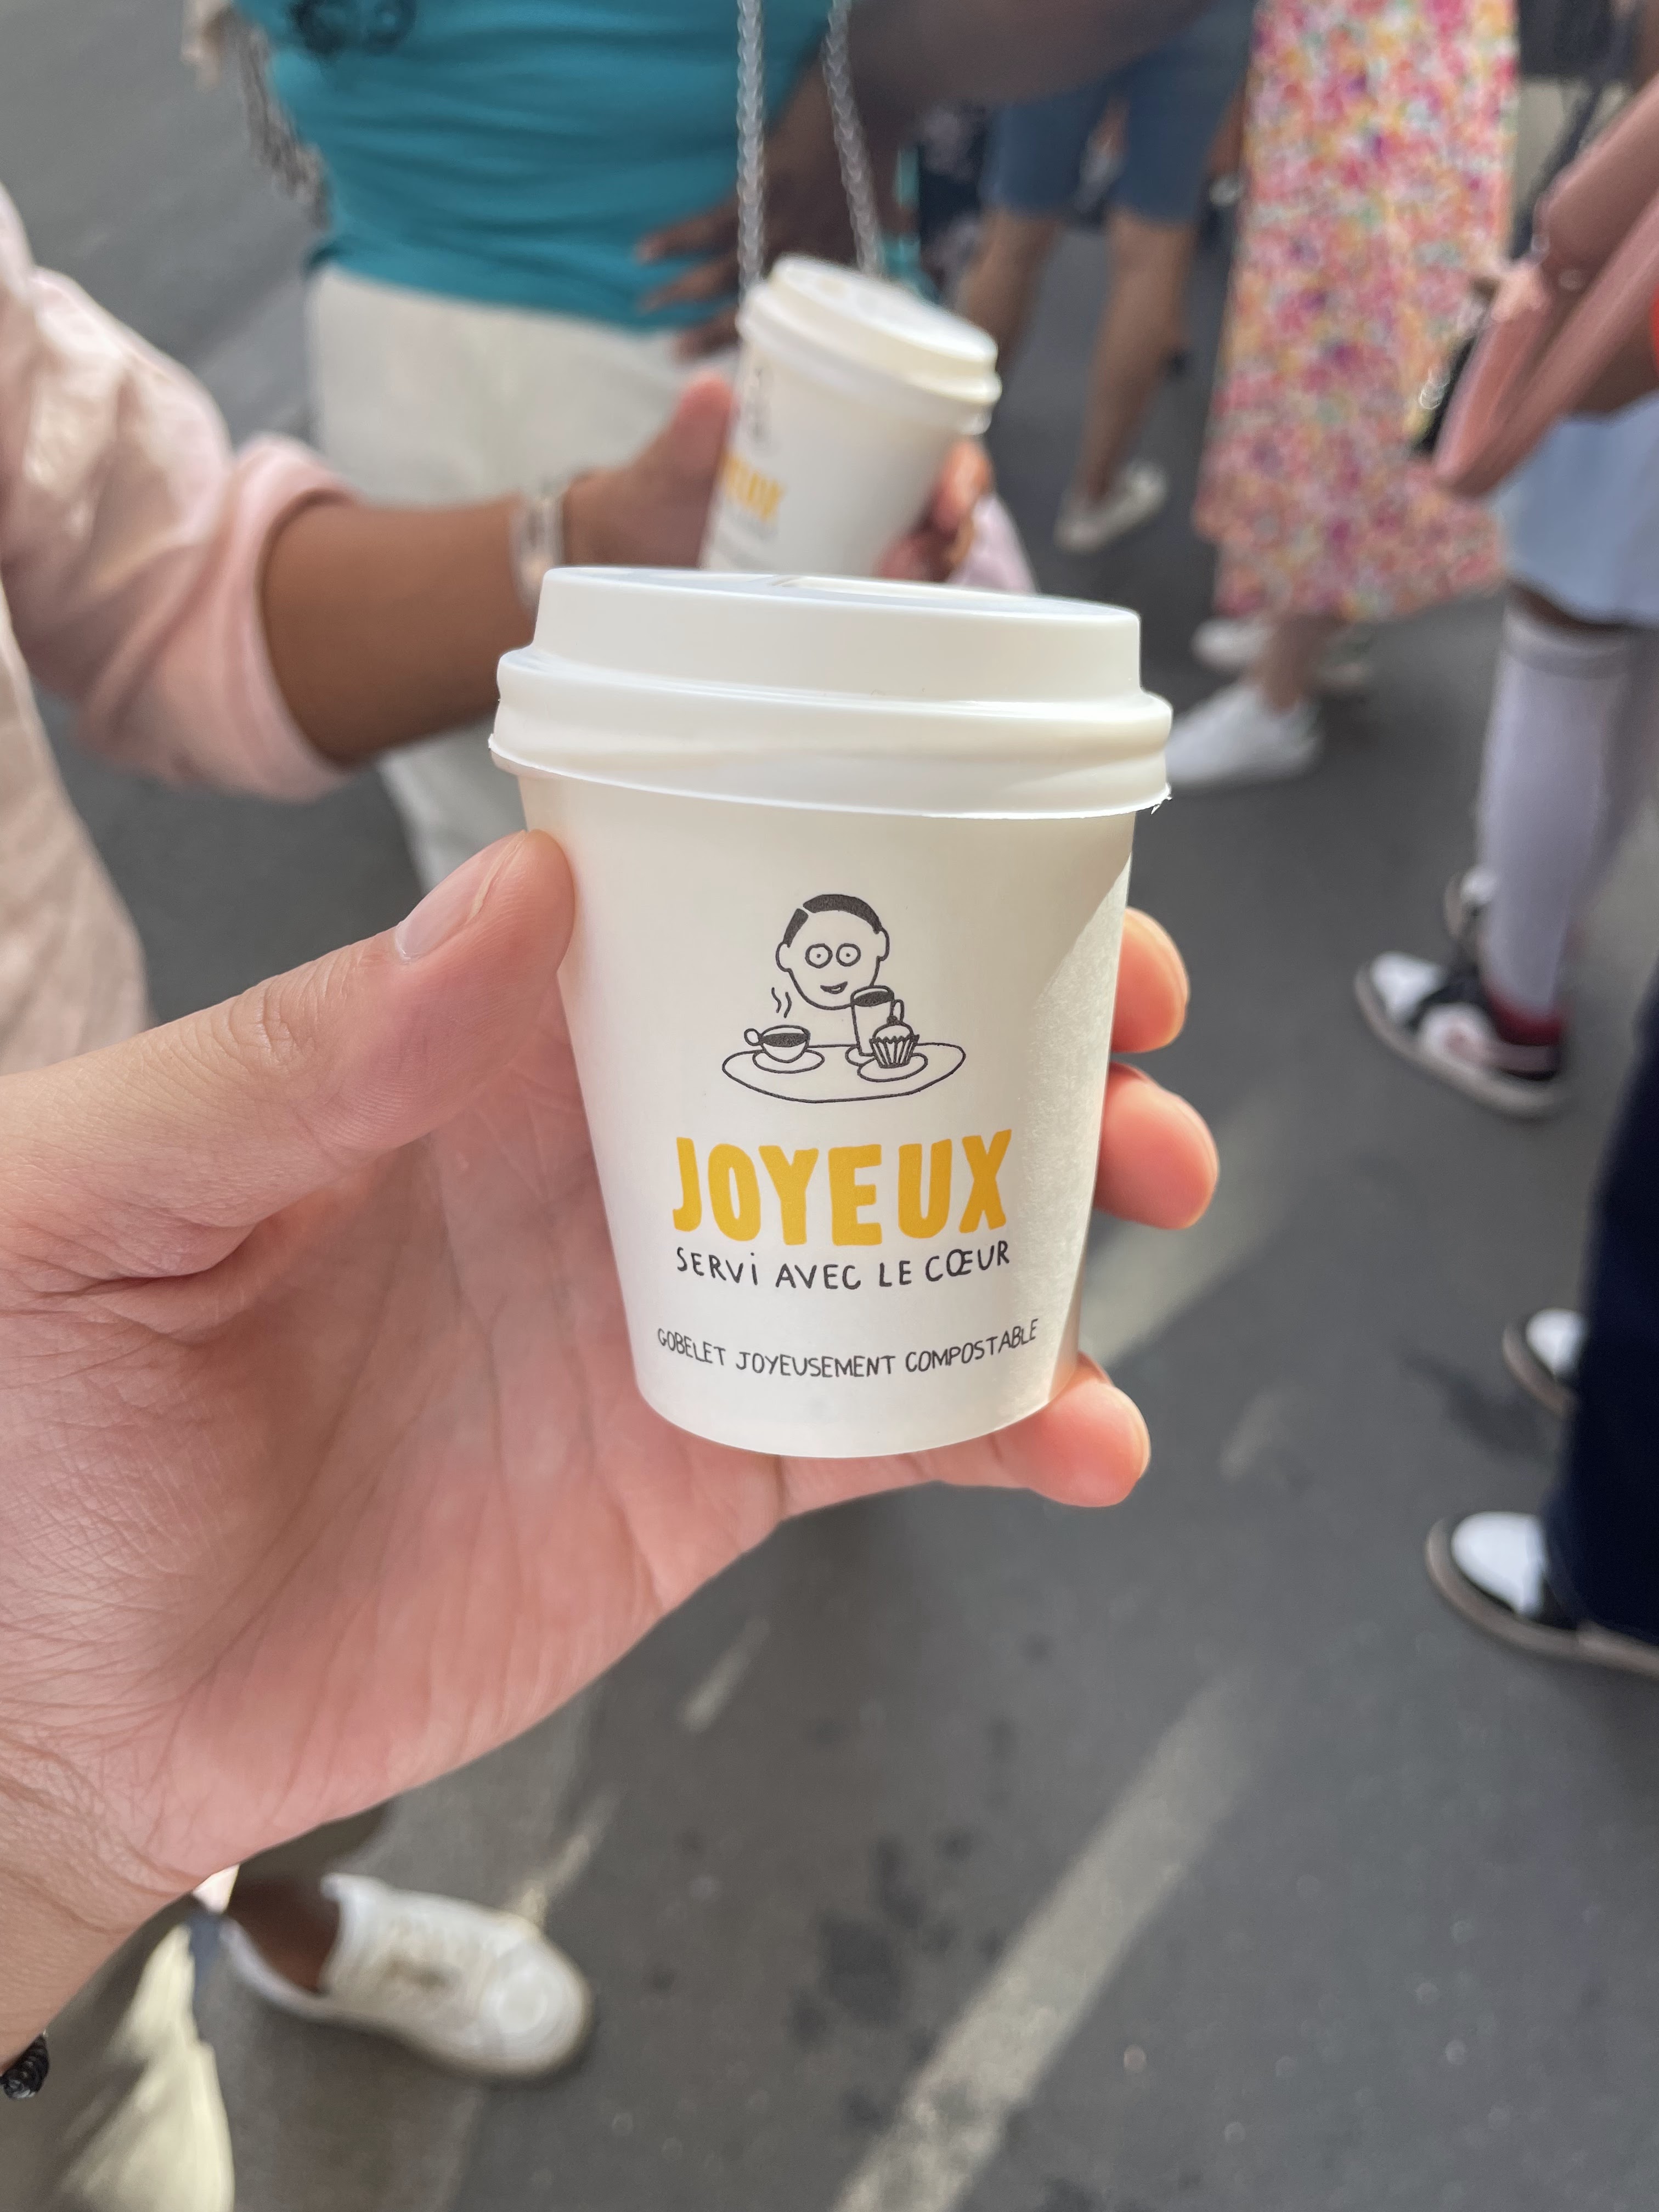 JOYEUX
SERVi AVEC LE CŒUR
GOBELET JOYEUSEMENT COMPOSTABLE